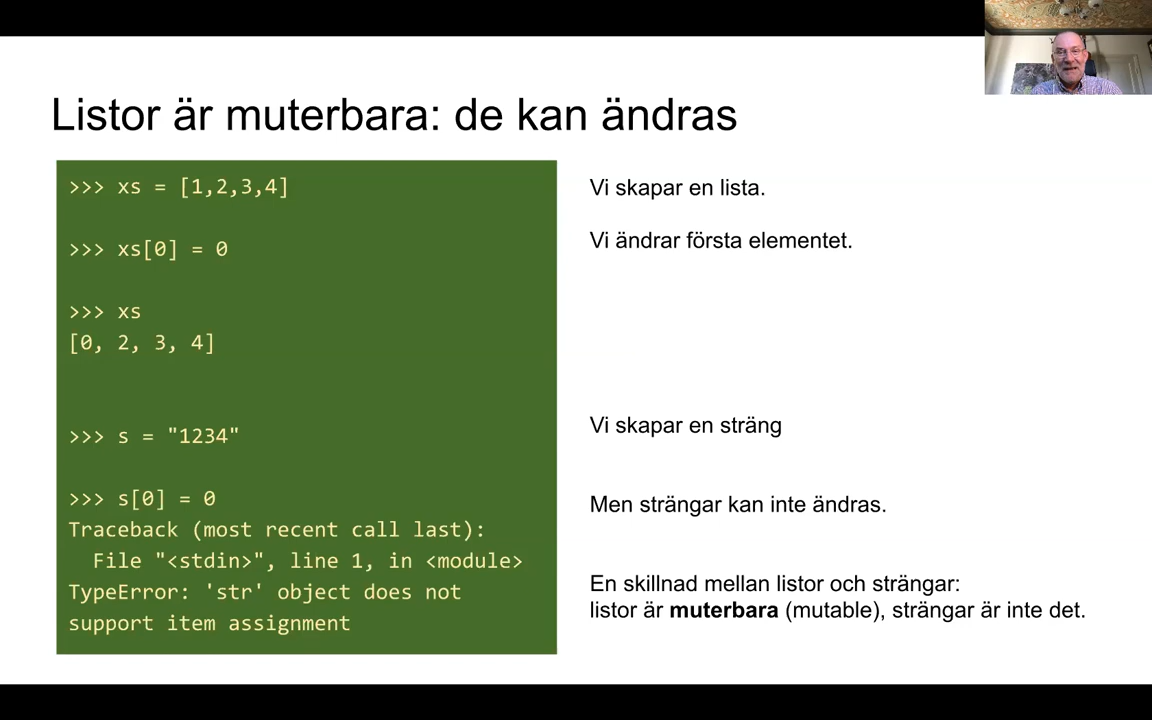 Listor är muterbara: de kan ändras
>>> xs = [1,2,3,4]
Vi skapar en lista.
>>> xs[0] = 0
Vi ändrar första elementet.
>>> xs
[0, 2, 3, 4]
>>> s = "1234"
Vi skapar en sträng
>>> s[0] = 0
Men strängar kan inte ändras.
Traceback (most recent call last):
  File "<stdin>", line 1, in <module>
TypeError: 'str' object does not
support item assignment
En skillnad mellan listor och strängar:
listor är muterbara (mutable), strängar är inte det.